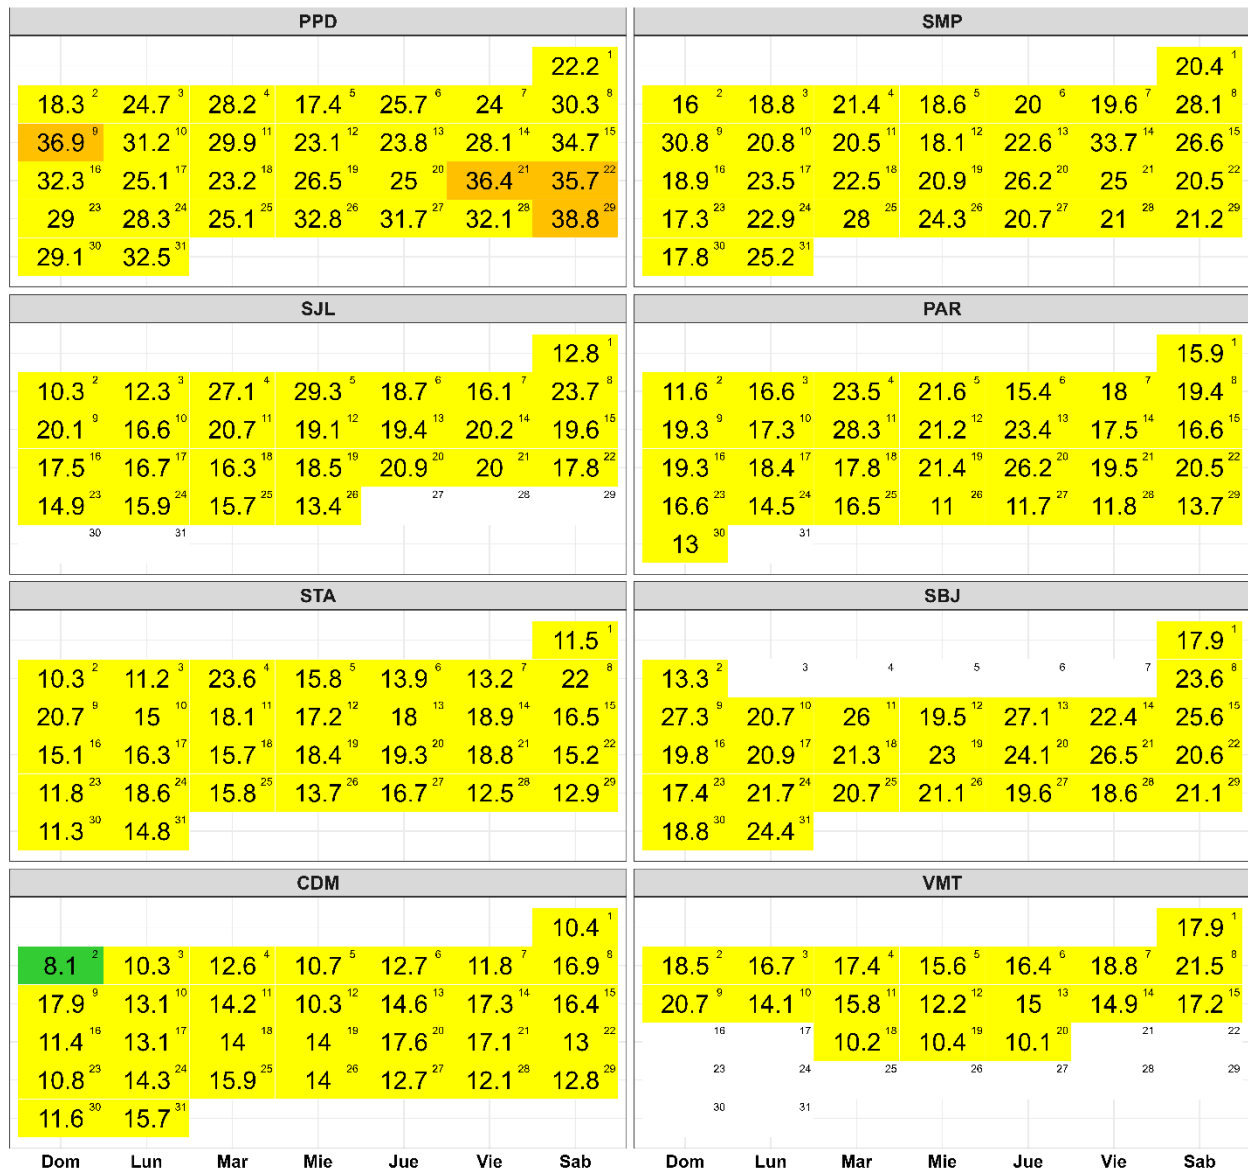 PPD
22.2 1
18.3 2 24.7 3 28.2 4 17.4 5 25.7 6 24 7 30.3 8
36.9 9 31.2 10 29.9 11 23.1 12 23.8 13 28.1 14 34.7 15
32.3 16 25.1 17 23.2 18 26.5 19 25 20 36.4 21 35.7 22
29 23 28.3 24 25.1 25 32.8 26 31.7 27 32.1 28 38.8 29
29.1 30 32.5 31
SMP
20.4 1
16 2 18.8 3 21.4 4 18.6 5 20 6 19.6 7 28.1 8
30.8 9 20.8 10 20.5 11 18.1 12 22.6 13 33.7 14 26.6 15
18.9 16 23.5 17 22.5 18 20.9 19 26.2 20 25 21 20.5 22
17.3 23 22.9 24 28 25 24.3 26 20.7 27 21 28 21.2 29
17.8 30 25.2 31
SJL
12.8 1
10.3 2 12.3 3 27.1 4 29.3 5 18.7 6 16.1 7 23.7 8
20.1 9 16.6 10 20.7 11 19.1 12 19.4 13 20.2 14 19.6 15
17.5 16 16.7 17 16.3 18 18.5 19 20.9 20 20 21 17.8 22
14.9 23 15.9 24 15.7 25 13.4 26 27 28 29
30 31
PAR
15.9 1
11.6 2 16.6 3 23.5 4 21.6 5 15.4 6 18 7 19.4 8
19.3 9 17.3 10 28.3 11 21.2 12 23.4 13 17.5 14 16.6 15
19.3 16 18.4 17 17.8 18 21.4 19 26.2 20 19.5 21 20.5 22
16.6 23 14.5 24 16.5 25 11 26 11.7 27 11.8 28 13.7 29
13 30 31
STA
11.5 1
10.3 2 11.2 3 23.6 4 15.8 5 13.9 6 13.2 7 22 8
20.7 9 15 10 18.1 11 17.2 12 18 13 18.9 14 16.5 15
15.1 16 16.3 17 15.7 18 18.4 19 19.3 20 18.8 21 15.2 22
11.8 23 18.6 24 15.8 25 13.7 26 16.7 27 12.5 28 12.9 29
11.3 30 14.8 31
SBJ
17.9 1
13.3 2 3 4 5 6 7 23.6 8
27.3 9 20.7 10 26 11 19.5 12 27.1 13 22.4 14 25.6 15
19.8 16 20.9 17 21.3 18 23 19 24.1 20 26.5 21 20.6 22
17.4 23 21.7 24 20.7 25 21.1 26 19.6 27 18.6 28 21.1 29
18.8 30 24.4 31
CDM
10.4 1
8.1 2 10.3 3 12.6 4 10.7 5 12.7 6 11.8 7 16.9 8
17.9 9 13.1 10 14.2 11 10.3 12 14.6 13 17.3 14 16.4 15
11.4 16 13.1 17 14 18 14 19 17.6 20 17.1 21 13 22
10.8 23 14.3 24 15.9 25 14 26 12.7 27 12.1 28 12.8 29
11.6 30 15.7 31
Dom Lun Mar Mie Jue Vie Sab
VMT
17.9 1
18.5 2 16.7 3 17.4 4 15.6 5 16.4 6 18.8 7 21.5 8
20.7 9 14.1 10 15.8 11 12.2 12 15 13 14.9 14 17.2 15
16 17 10.2 18 10.4 19 10.1 20 21 22
23 24 25 26 27 28 29
30 31
Dom Lun Mar Mie Jue Vie Sab